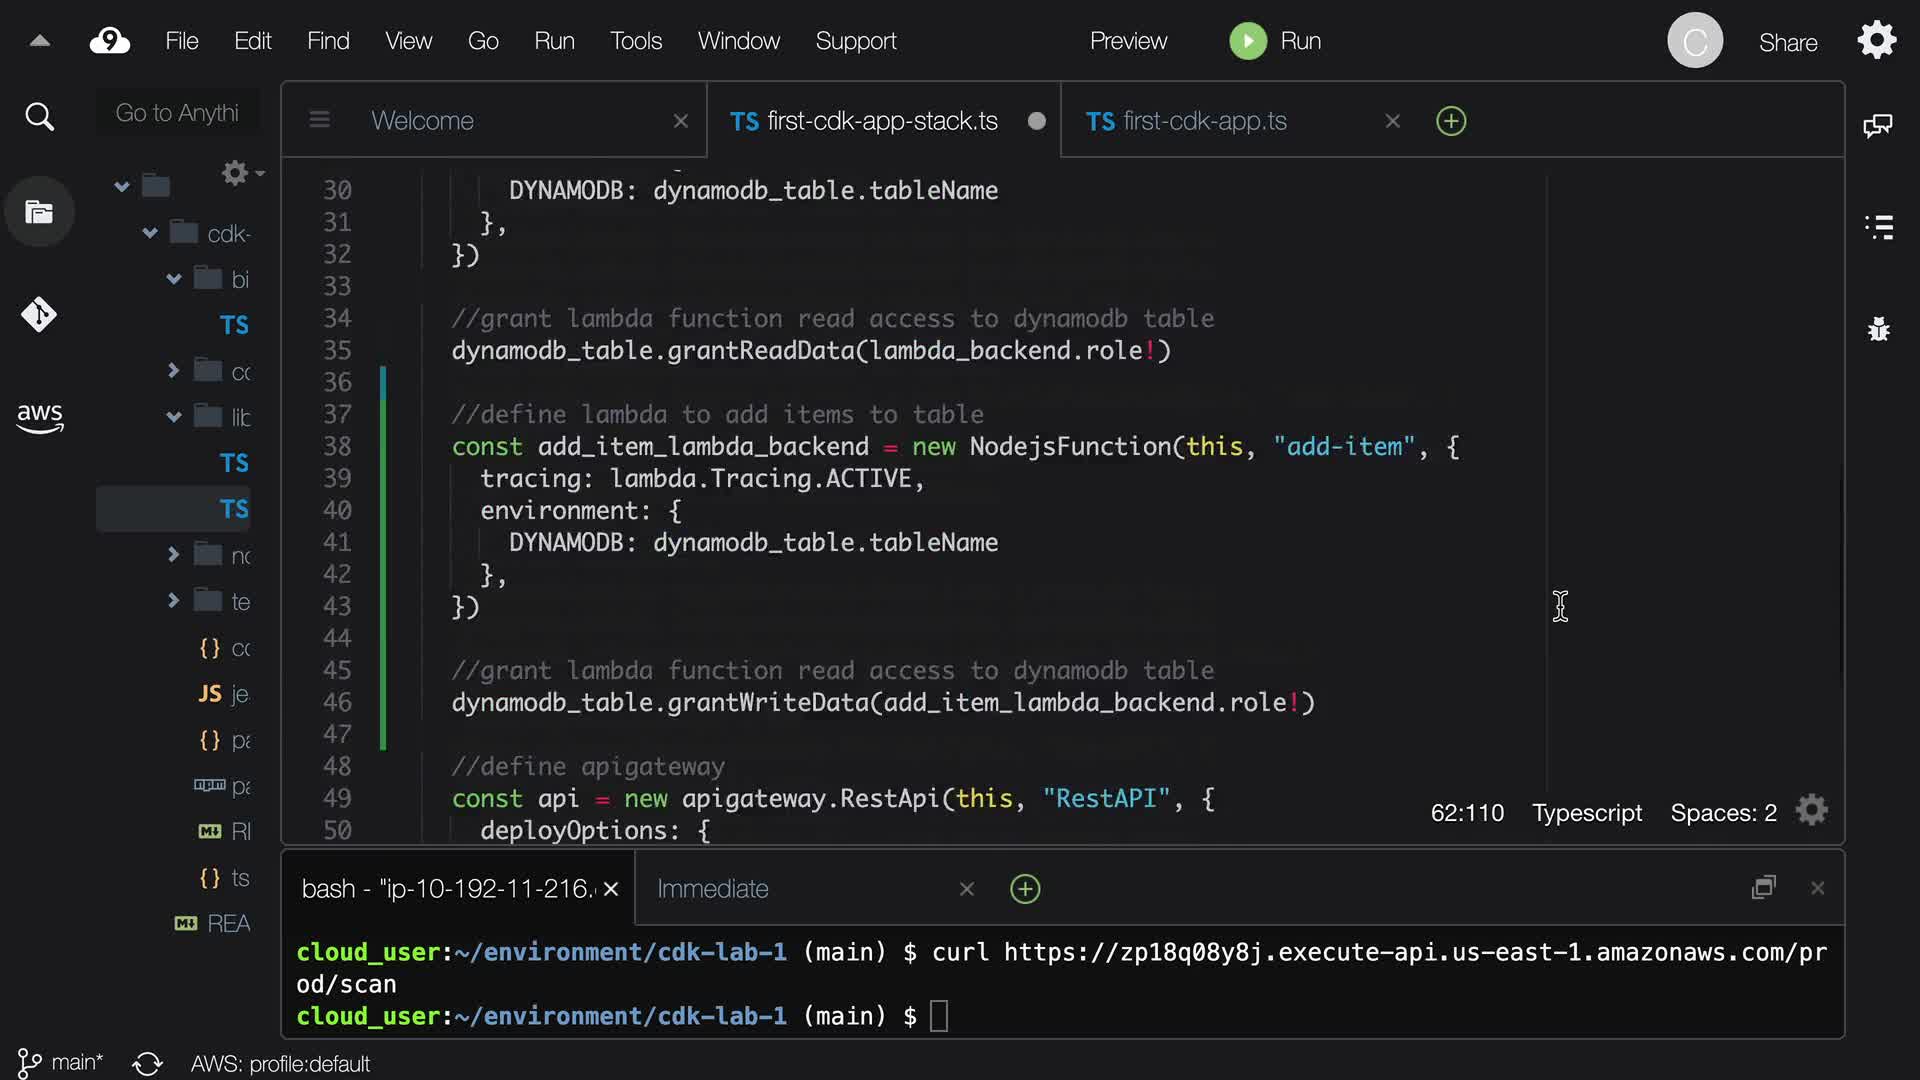 9 File Edit Find View Go Run Tools Window Support Preview Run C Share
Go to Anythi
Welcome
TS first-cdk-app-stack.ts
TS first-cdk-app.ts
cdk-
bi
TS
cc
lib
TS
TS
nc
te
{} cc
JS je
{} pa
pa
M↓ RI
{} ts
M↓ REA
aws
30 DYNAMODB: dynamodb_table.tableName
31 },
32 })
33
34 //grant lambda function read access to dynamodb table
35 dynamodb_table.grantReadData(lambda_backend.role!)
36
37 //define lambda to add items to table
38 const add_item_lambda_backend = new NodejsFunction(this, "add-item", {
39 tracing: lambda.Tracing.ACTIVE,
40 environment: {
41 DYNAMODB: dynamodb_table.tableName
42 },
43 })
44
45 //grant lambda function read access to dynamodb table
46 dynamodb_table.grantWriteData(add_item_lambda_backend.role!)
47
48 //define apigateway
49 const api = new apigateway.RestApi(this, "RestAPI", {
50 deployOptions: {
62:110 Typescript Spaces: 2
bash - "ip-10-192-11-216.
Immediate
cloud_user:~/environment/cdk-lab-1 (main) $ curl https://zp18q08y8j.execute-api.us-east-1.amazonaws.com/pr
od/scan
cloud_user:~/environment/cdk-lab-1 (main) $
main* AWS: profile:default